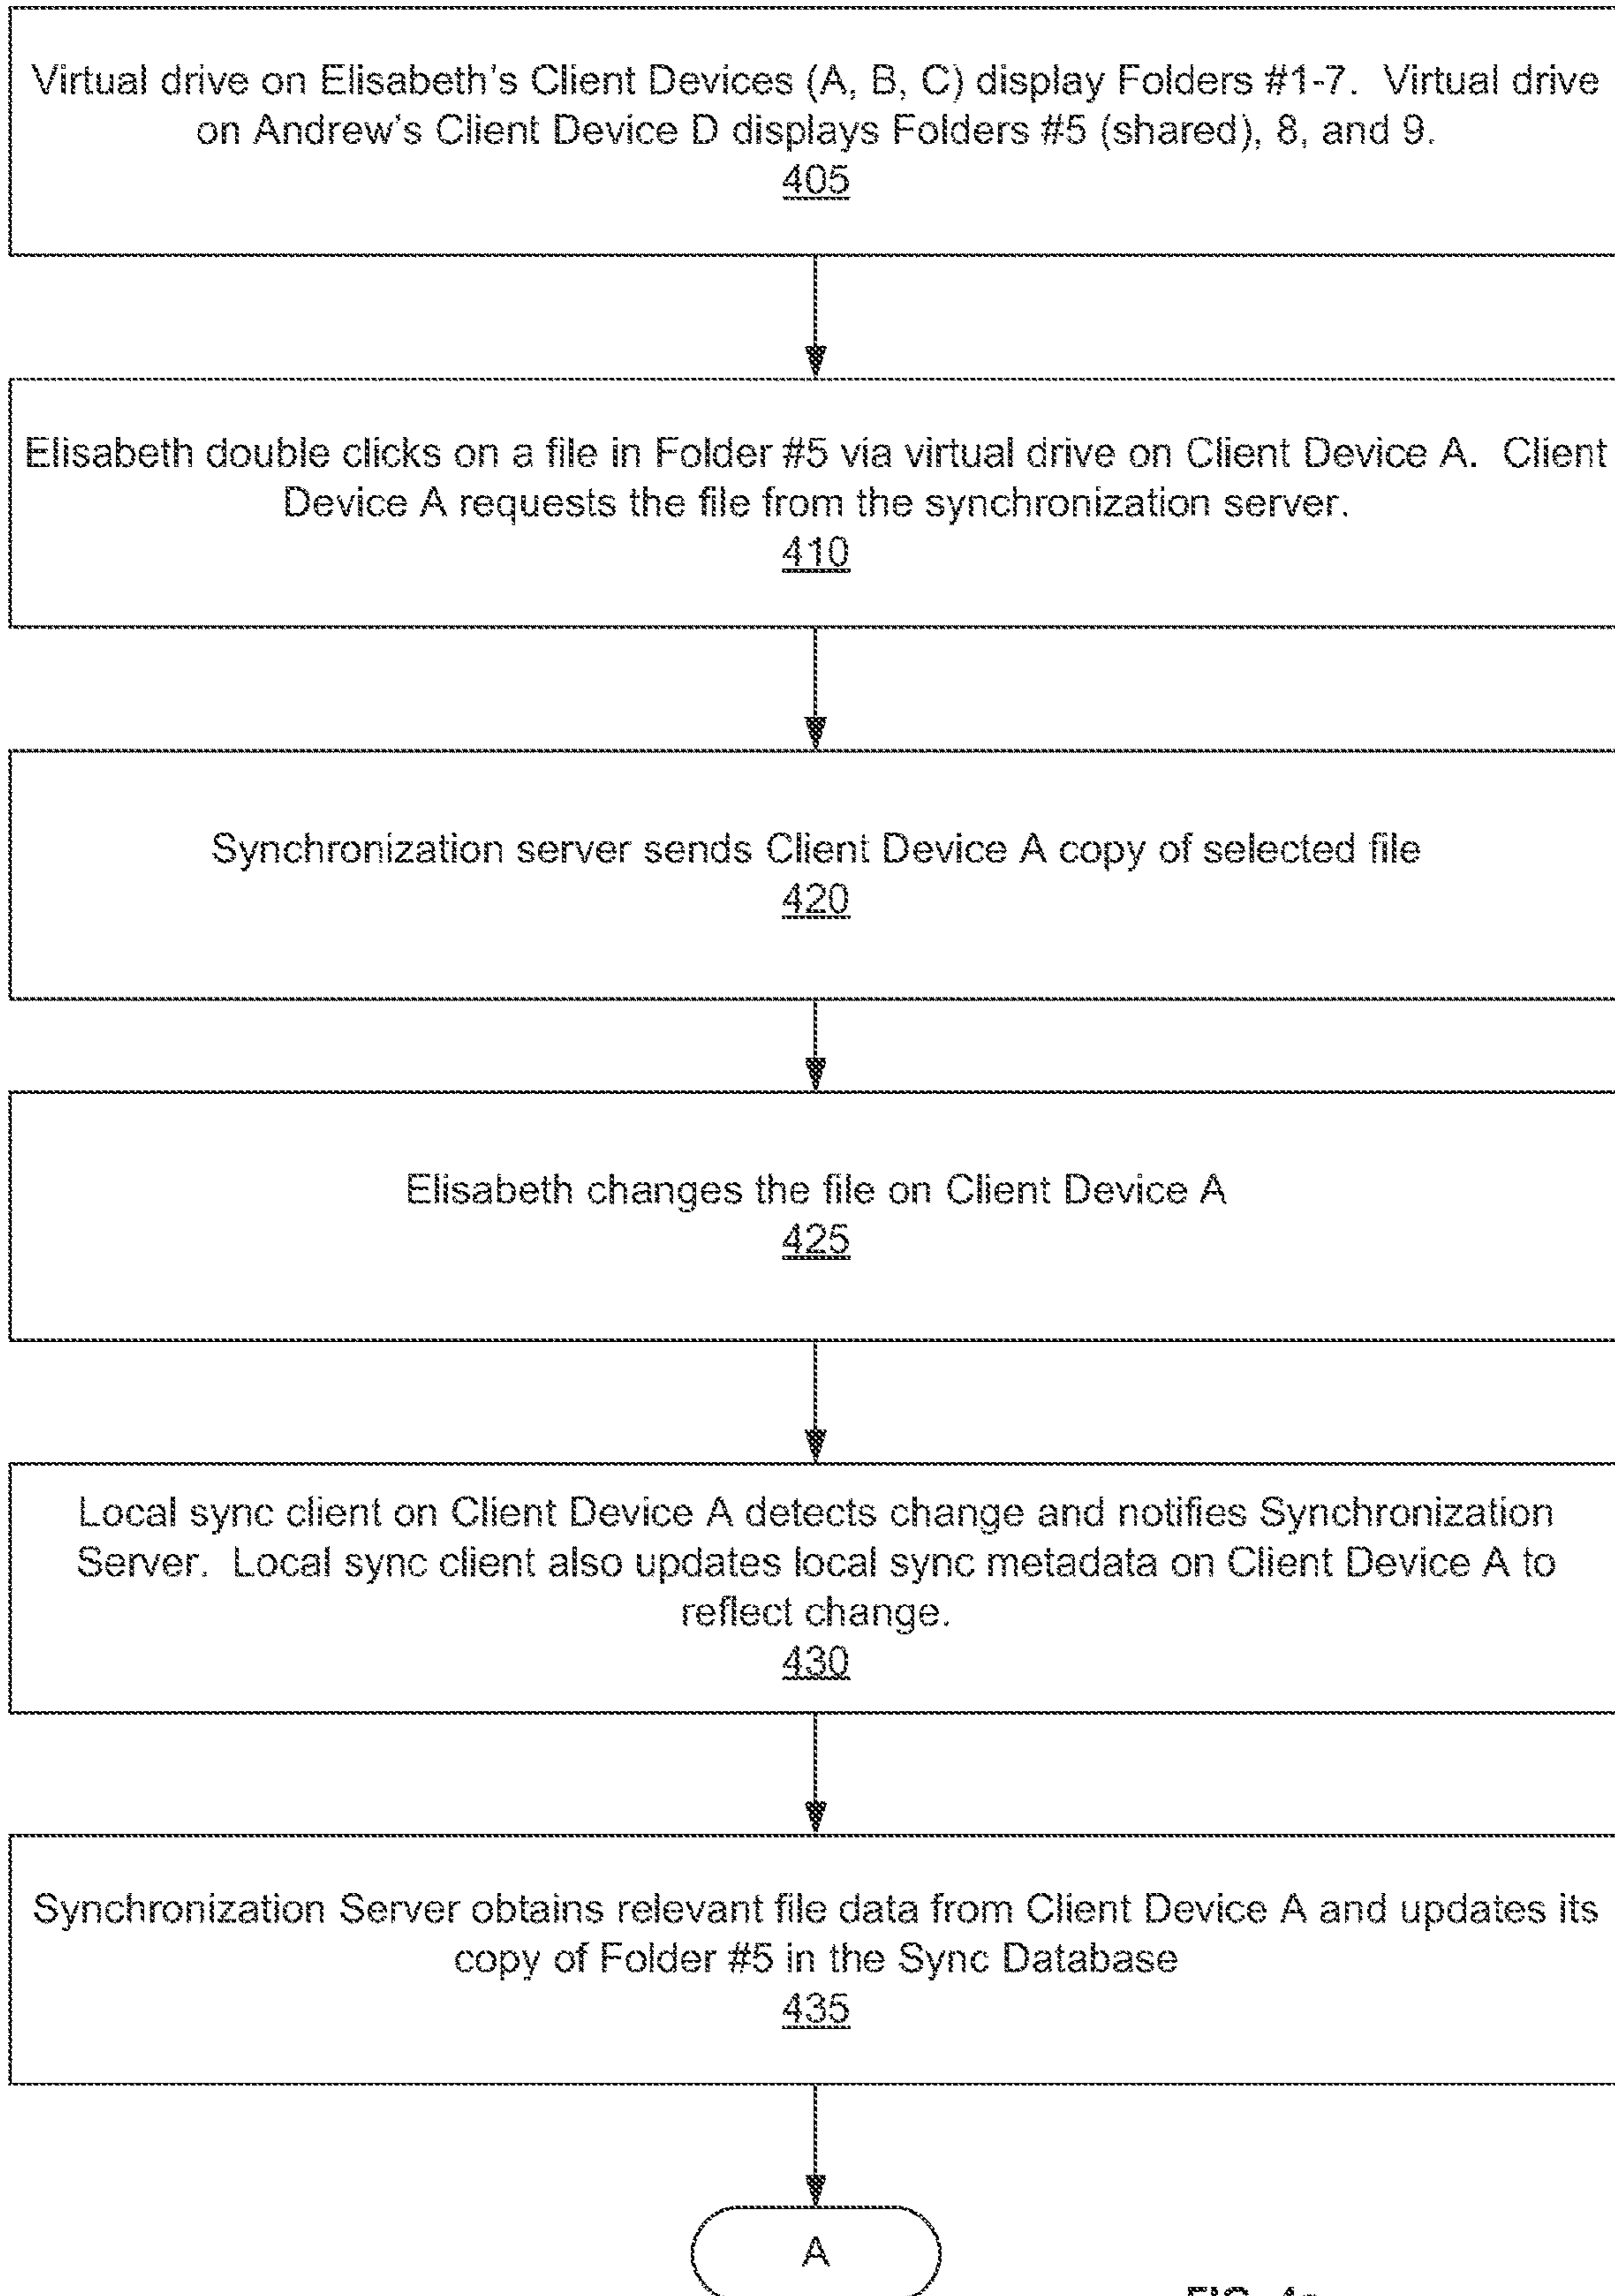 Virtual drive on Elisabeth's Client Devices (A, B, C) display Folders #1-7.  Virtual drive
on Andrew's Client Device D displays Folders #5 (shared), 8, and 9.
405
Elisabeth double clicks on a file in Folder #5 via virtual drive on Client Device A.  Client
Device A requests the file from the synchronization server.
410
Synchronization server sends Client Device A copy of selected file
420
Elisabeth changes the file on Client Device A
425
Local sync client on Client Device A detects change and notifies Synchronization
Server.  Local sync client also updates local sync metadata on Client Device A to
reflect change.
430
Synchronization Server obtains relevant file data from Client Device A and updates its
copy of Folder #5 in the Sync Database
435
A